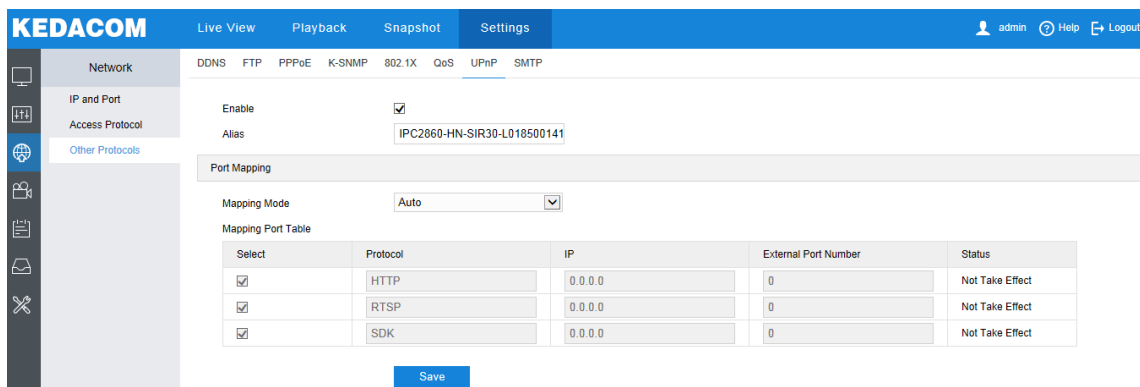 KEDACOM Live View Playback Snapshot Settings admin Help Logout
Network DDNS FTP PPPoE K-SNMP 802.1X QoS UPnP SMTP
IP and Port
Access Protocol
Other Protocols
Enable
Alias IPC2860-HN-SIR30-L018500141
Port Mapping
Mapping Mode Auto
Mapping Port Table
Select Protocol IP External Port Number Status
HTTP 0.0.0.0 0 Not Take Effect
RTSP 0.0.0.0 0 Not Take Effect
SDK 0.0.0.0 0 Not Take Effect
Save